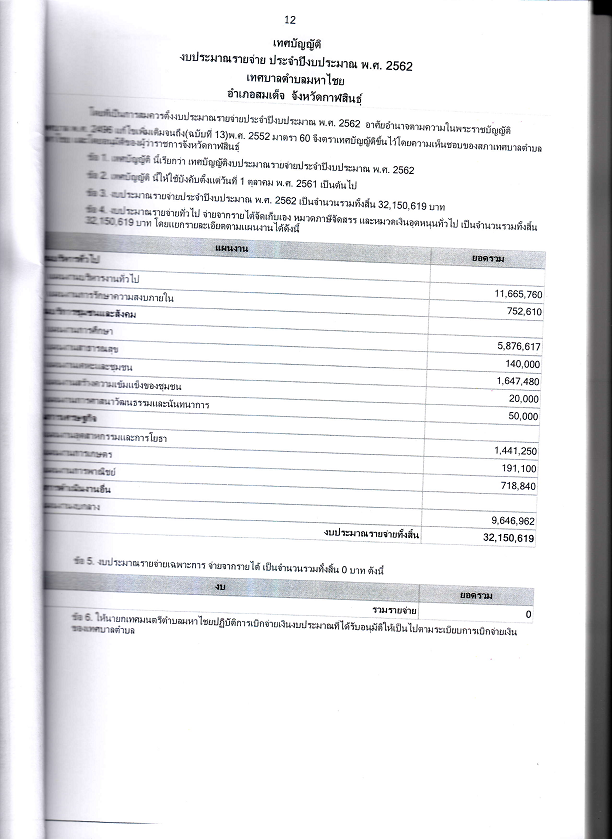 12
เทศบัญญัติ
งบประมาณรายจ่าย ประจำปีงบประมาณ พ.ศ. 2562
เทศบาลตำบลมหาไชย
อำเภอสมเด็จ จังหวัดกาฬสินธุ์
โดยที่เป็นการสมควรตั้งงบประมาณรายจ่ายประจำปีงบประมาณ พ.ศ. 2562 อาศัยอำนาจตามความในพระราชบัญญัติ
พ.ศ. 2496 แก้ไขเพิ่มเติมจนถึง(ฉบับที่ 13)พ.ศ. 2552 มาตรา 60 จึงตราเทศบัญญัติขึ้นไว้โดยความเห็นชอบของสภาเทศบาลตำบล
และโดยอนุมัติของผู้ว่าราชการจังหวัดกาฬสินธุ์
ข้อ 1. เทศบัญญัติ นี้เรียกว่า เทศบัญญัติงบประมาณรายจ่ายประจำปีงบประมาณ พ.ศ. 2562
ข้อ 2. เทศบัญญัติ นี้ให้ใช้บังคับตั้งแต่วันที่ 1 ตุลาคม พ.ศ. 2561 เป็นต้นไป
ข้อ 3. งบประมาณรายจ่ายประจำปีงบประมาณ พ.ศ. 2562 เป็นจำนวนรวมทั้งสิ้น 32,150,619 บาท
ข้อ 4. งบประมาณรายจ่ายทั่วไป จ่ายจากรายได้จัดเก็บเอง หมวดภาษีจัดสรร และหมวดเงินอุดหนุนทั่วไป เป็นจำนวนรวมทั้งสิ้น
32,150,619 บาท โดยแยกรายละเอียดตามแผนงานได้ดังนี้
แผนงาน ยอดรวม
บริหารทั่วไป
แผนงานบริหารงานทั่วไป 11,665,760
แผนงานการรักษาความสงบภายใน 752,610
บริการชุมชนและสังคม
แผนงานการศึกษา 5,876,617
แผนงานสาธารณสุข 140,000
แผนงานเคหะและชุมชน 1,647,480
แผนงานสร้างความเข้มแข็งของชุมชน 20,000
แผนงานการศาสนาวัฒนธรรมและนันทนาการ 50,000
การเศรษฐกิจ
แผนงานอุตสาหกรรมและการโยธา 1,441,250
แผนงานการเกษตร 191,100
แผนงานการพาณิชย์ 718,840
การดำเนินงานอื่น
แผนงานงบกลาง 9,646,962
งบประมาณรายจ่ายทั้งสิ้น 32,150,619
ข้อ 5. งบประมาณรายจ่ายเฉพาะการ จ่ายจากรายได้ เป็นจำนวนรวมทั้งสิ้น 0 บาท ดังนี้
งบ ยอดรวม
รวมรายจ่าย 0
ข้อ 6. ให้นายกเทศมนตรีตำบลมหาไชยปฏิบัติการเบิกจ่ายเงินงบประมาณที่ได้รับอนุมัติให้เป็นไปตามระเบียบการเบิกจ่ายเงิน
ของเทศบาลตำบล